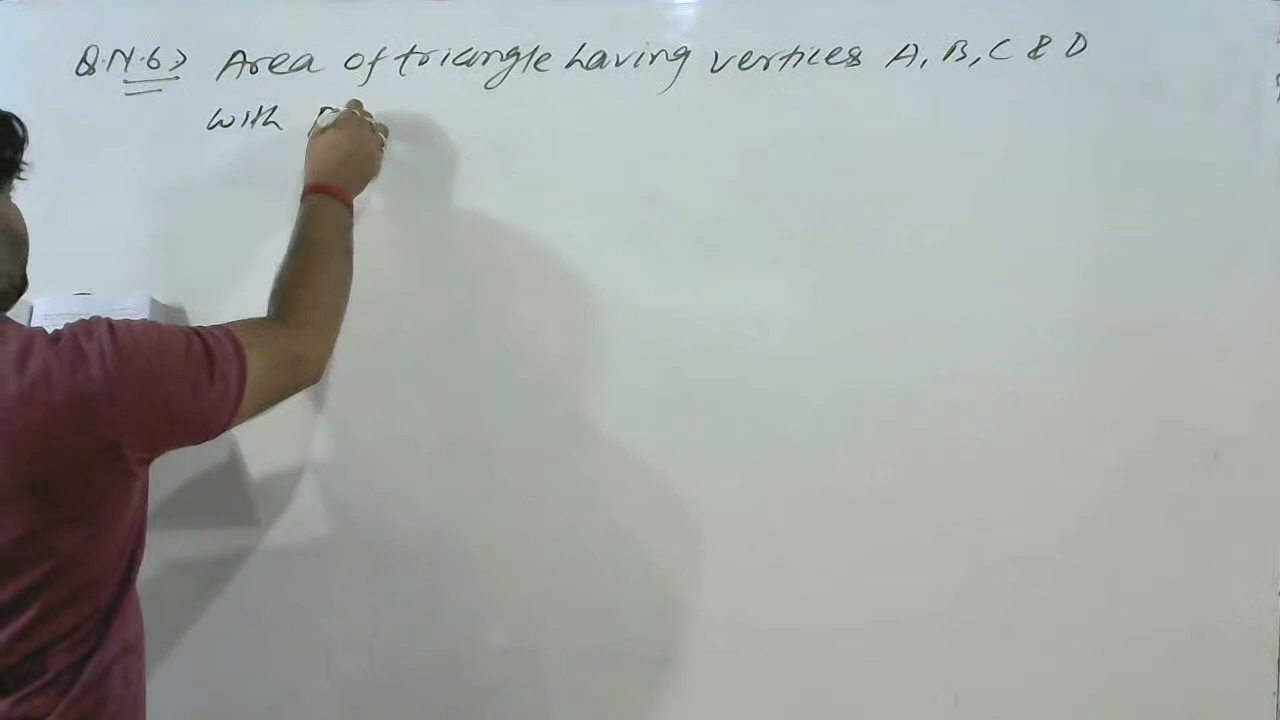 Q.N.6> Area of triangle having vertices A, B, C & D
with